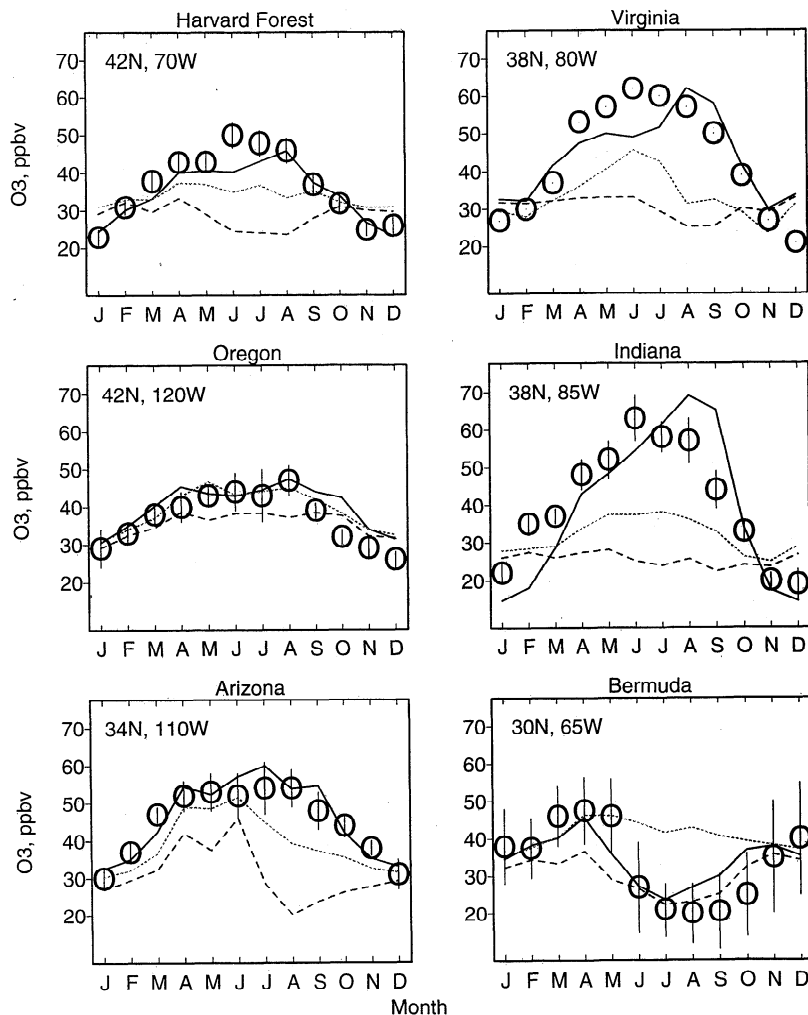 Harvard Forest
42N, 70W
70
60
50
40
30
20
O3, ppbv
J F M A M J J A S O N D
Virginia
38N, 80W
70
60
50
40
30
20
J F M A M J J A S O N D
Oregon
42N, 120W
70
60
50
40
30
20
O3, ppbv
J F M A M J J A S O N D
Indiana
38N, 85W
70
60
50
40
30
20
J F M A M J J A S O N D
Arizona
34N, 110W
70
60
50
40
30
20
O3, ppbv
J F M A M J J A S O N D
Bermuda
30N, 65W
70
60
50
40
30
20
J F M A M J J A S O N D
Month